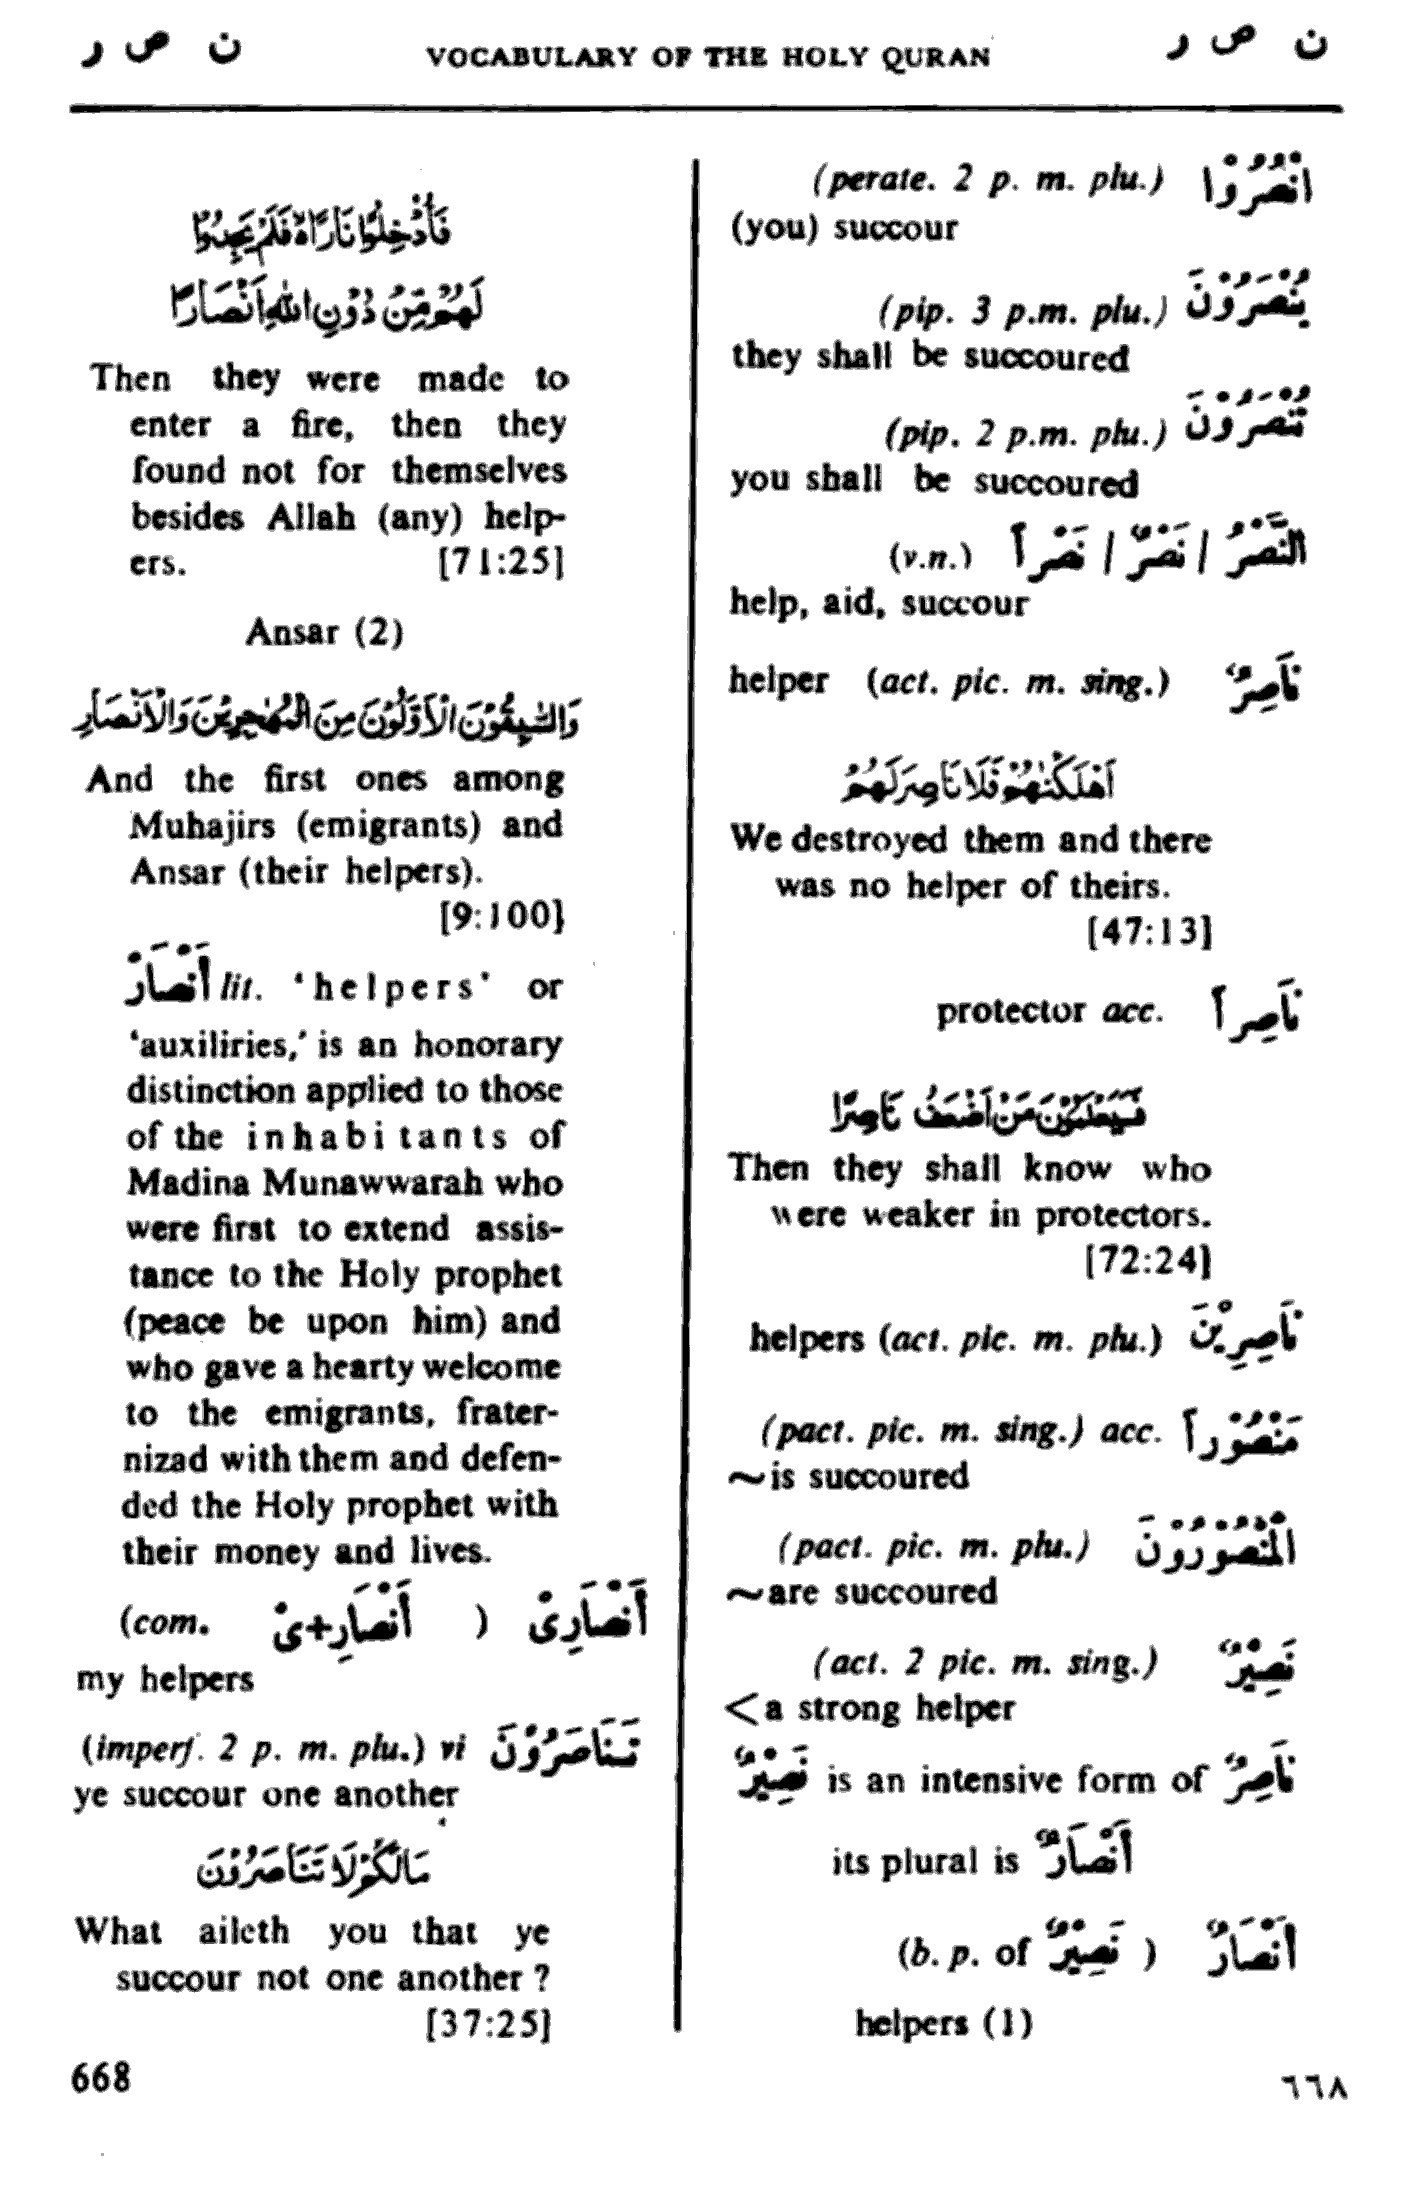 ن ص ر VOCABULARY OF THE HOLY QURAN ن ص ر
(perate. 2 p. m. plu.) انْصُرُوْا
(you) succour
(pip. 3 p.m. plu.) يُنْصَرُوْنَ
they shall be succoured
(pip. 2 p.m. plu.) تُنْصَرُوْنَ
you shall be succoured
(v.n.) النَّصْرُ / نَصْرٌ / نَصْراً
help, aid, succour
helper (act. pic. m. sing.) نَاصِرٌ
اَهْلَكْنٰهُمْ فَلَا نَاصِرَ لَهُمْ
We destroyed them and there
was no helper of theirs.
[47:13]
protector acc. نَاصِراً
فَسَيَعْلَمُوْنَ مَنْ اَضْعَفُ نَاصِرًا
Then they shall know who
were weaker in protectors.
[72:24]
helpers (act. pic. m. plu.) نَاصِرِيْنَ
(pact. pic. m. sing.) acc. مَنْصُوْراً
~is succoured
(pact. pic. m. plu.) الْمَنْصُوْرُوْنَ
~are succoured
(act. 2 pic. m. sing.) نَصِيْرٌ
<a strong helper
نَصِيْرٌ is an intensive form of نَاصِرٌ
its plural is أَنْصَارٌ
(b. p. of نَصِيْرٌ ) أَنْصَارٌ
helpers (1)
فَاُدْخِلُوْا نَارًا ەۙ فَلَمْ يَجِدُوْا
لَهُمْ مِّنْ دُوْنِ اللّٰهِ اَنْصَارًا
Then they were made to
enter a fire, then they
found not for themselves
besides Allah (any) help-
ers. [71:25]
Ansar (2)
وَالسّٰبِقُوْنَ الْاَوَّلُوْنَ مِنَ الْمُهٰجِرِيْنَ وَالْاَنْصَارِ
And the first ones among
Muhajirs (emigrants) and
Ansar (their helpers).
[9:100]
أَنْصَارْ lit. 'helpers' or
'auxiliries,' is an honorary
distinction applied to those
of the inhabitants of
Madina Munawwarah who
were first to extend assis-
tance to the Holy prophet
(peace be upon him) and
who gave a hearty welcome
to the emigrants, frater-
nizad with them and defen-
ded the Holy prophet with
their money and lives.
(com. أَنْصَارِ+ىْ ) أَنْصَارِىْ
my helpers
(imperf. 2 p. m. plu.) vi تَنَاصَرُوْنَ
ye succour one another
مَا لَكُمْ لَا تَنَاصَرُوْنَ
What aileth you that ye
succour not one another ?
[37:25]
668 ٦٦٨